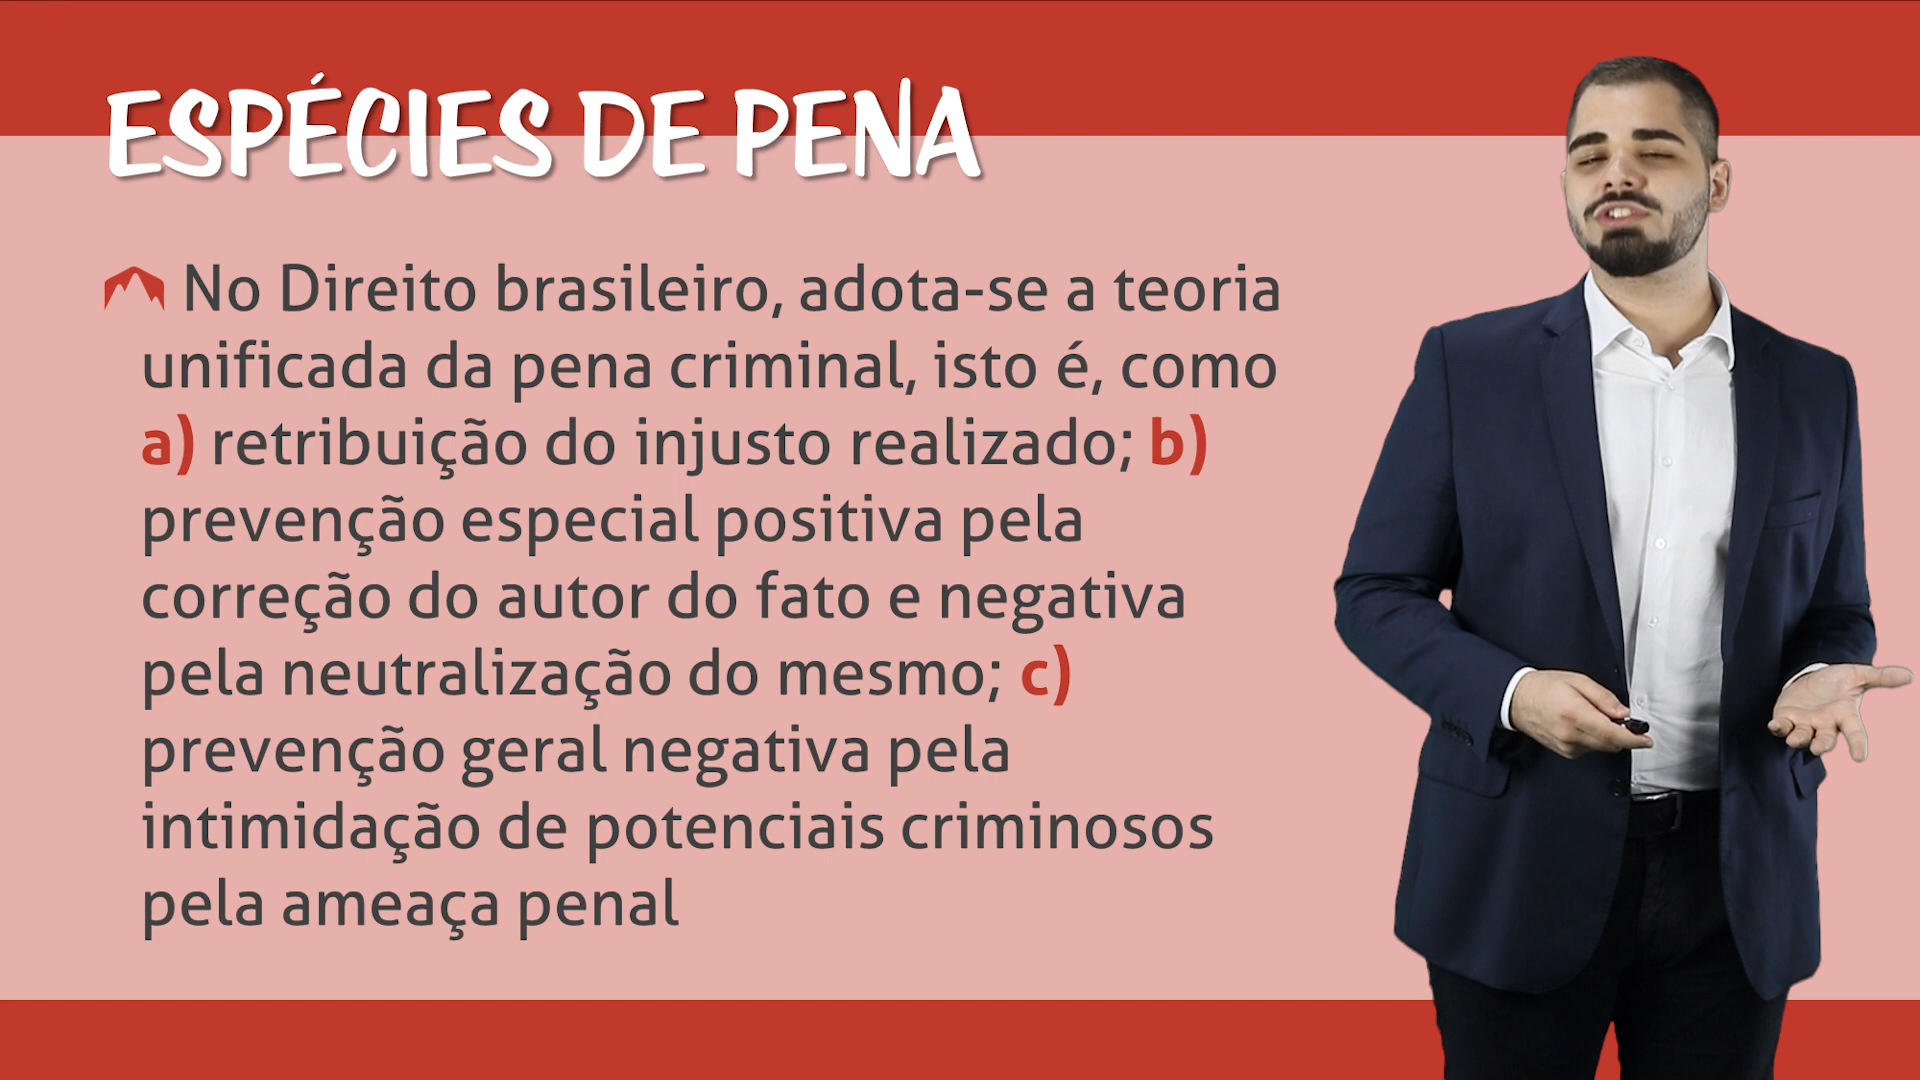 ESPÉCIES DE PENA
No Direito brasileiro, adota-se a teoria
unificada da pena criminal, isto é, como
a) retribuição do injusto realizado; b)
prevenção especial positiva pela
correção do autor do fato e negativa
pela neutralização do mesmo; c)
prevenção geral negativa pela
intimidação de potenciais criminosos
pela ameaça penal